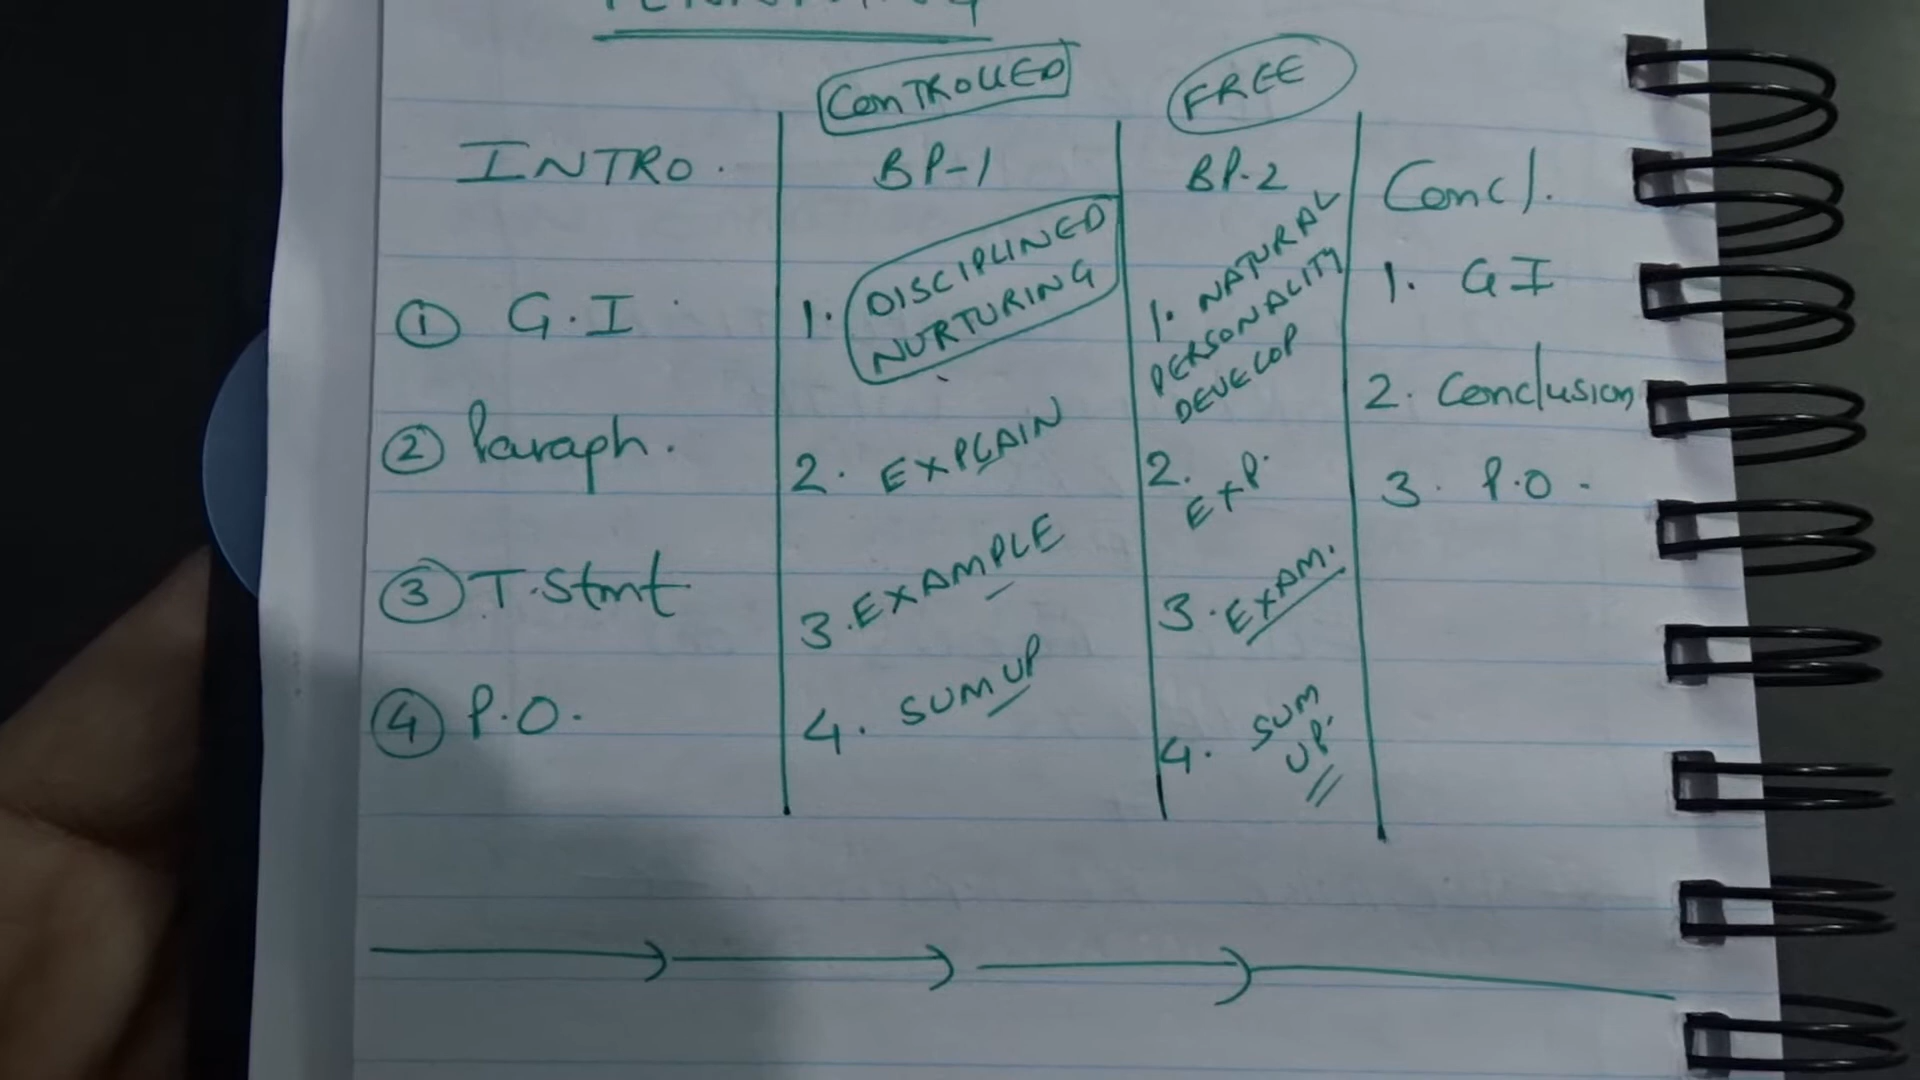 CONTROLLED
FREE
INTRO.
BP-1
BP-2
Concl.
① G.I.
② Paraph.
③ T.Stmt
④ P.O.
1. DISCIPLINED
NURTURING
2. EXPLAIN
3. EXAMPLE
4. SUM UP
1. NATURAL
PERSONALITY
DEVELOP
2. EXP.
3. EXAM.
4. SUM
UP.
1. GI
2. Conclusion
3. P.O.